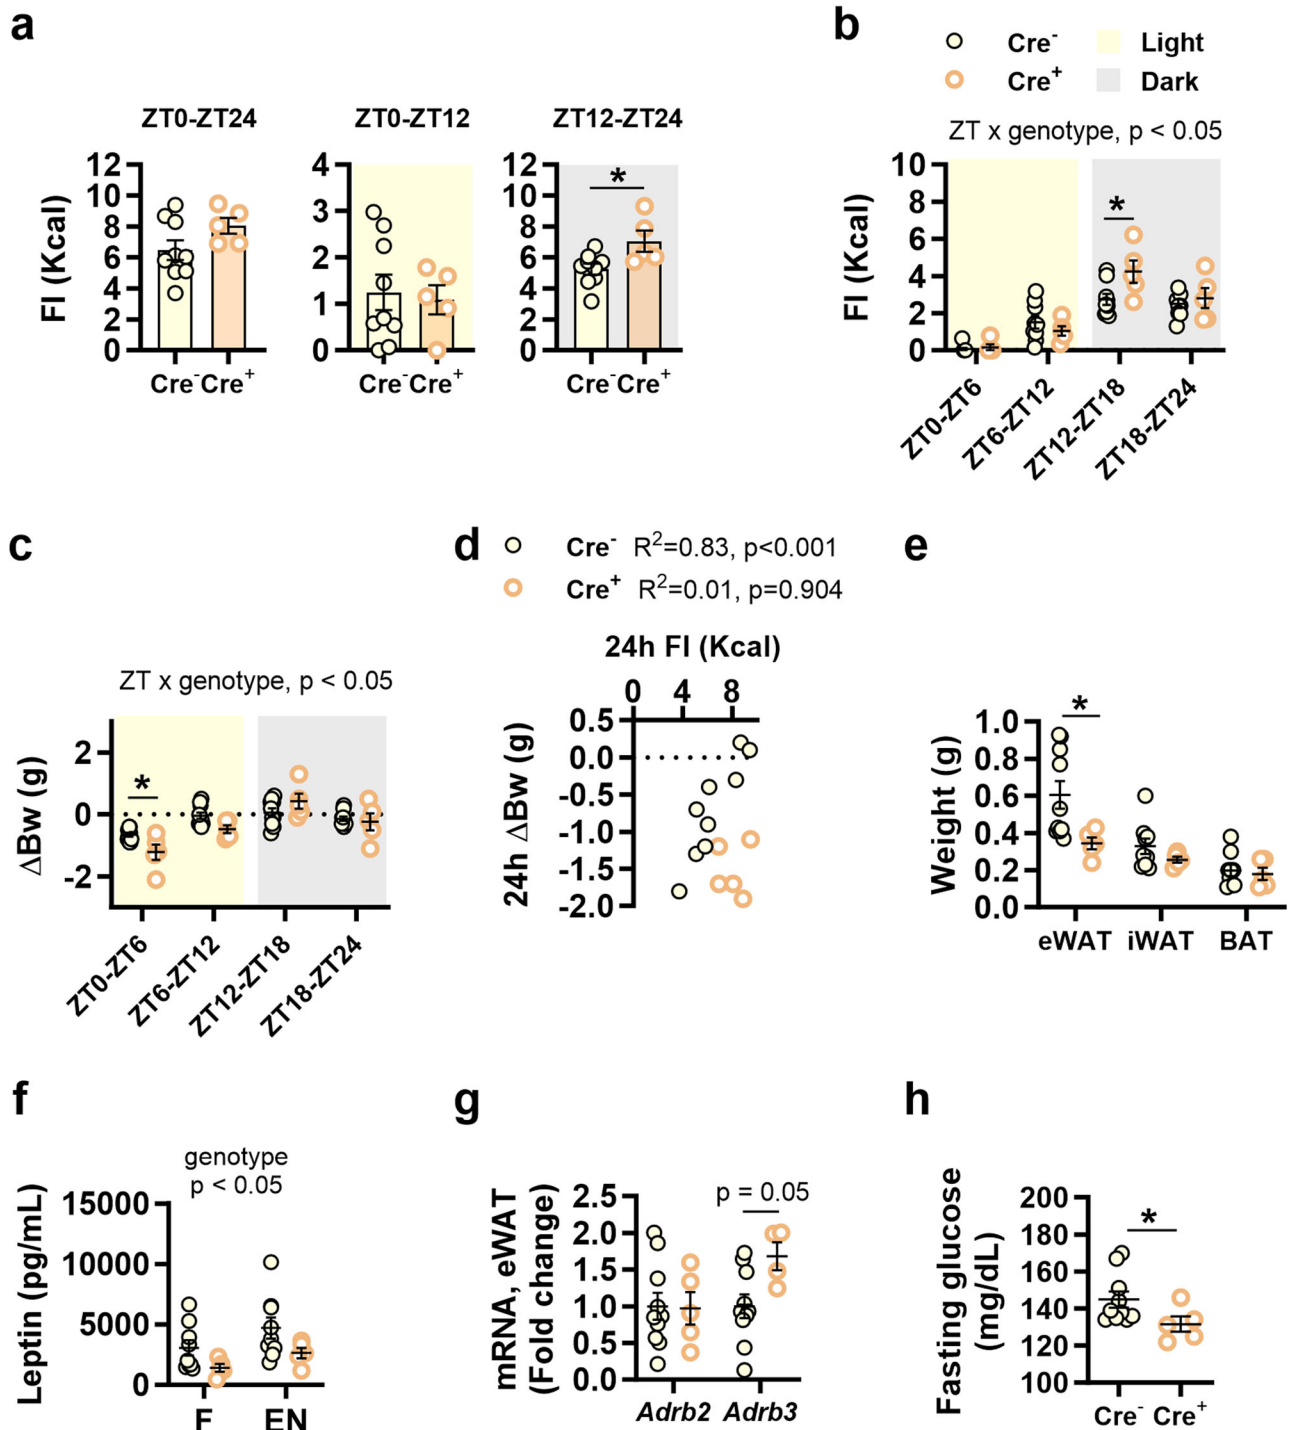 a
ZT0-ZT24
ZT0-ZT12
ZT12-ZT24
FI (Kcal)
12
10
8
6
4
2
0
Cre- Cre+
4
3
2
1
0
Cre- Cre+
*
12
10
8
6
4
2
0
Cre- Cre+
b
Cre-
Light
Cre+
Dark
ZT x genotype, p < 0.05
FI (Kcal)
10
8
6
4
2
0
*
ZT0-ZT6
ZT6-ZT12
ZT12-ZT18
ZT18-ZT24
c
ZT x genotype, p < 0.05
ΔBw (g)
2
0
-2
*
ZT0-ZT6
ZT6-ZT12
ZT12-ZT18
ZT18-ZT24
d
Cre- R²=0.83, p<0.001
Cre+ R²=0.01, p=0.904
24h FI (Kcal)
0 4 8
24h ΔBw (g)
0.5
0.0
-0.5
-1.0
-1.5
-2.0
e
Weight (g)
1.0
0.8
0.6
0.4
0.2
0.0
*
eWAT iWAT BAT
f
genotype
p < 0.05
Leptin (pg/mL)
15000
10000
5000
0
F EN
g
p = 0.05
mRNA, eWAT
(Fold change)
2.5
2.0
1.5
1.0
0.5
0.0
Adrb2 Adrb3
h
Fasting glucose
(mg/dL)
200
180
160
140
120
100
*
Cre- Cre+